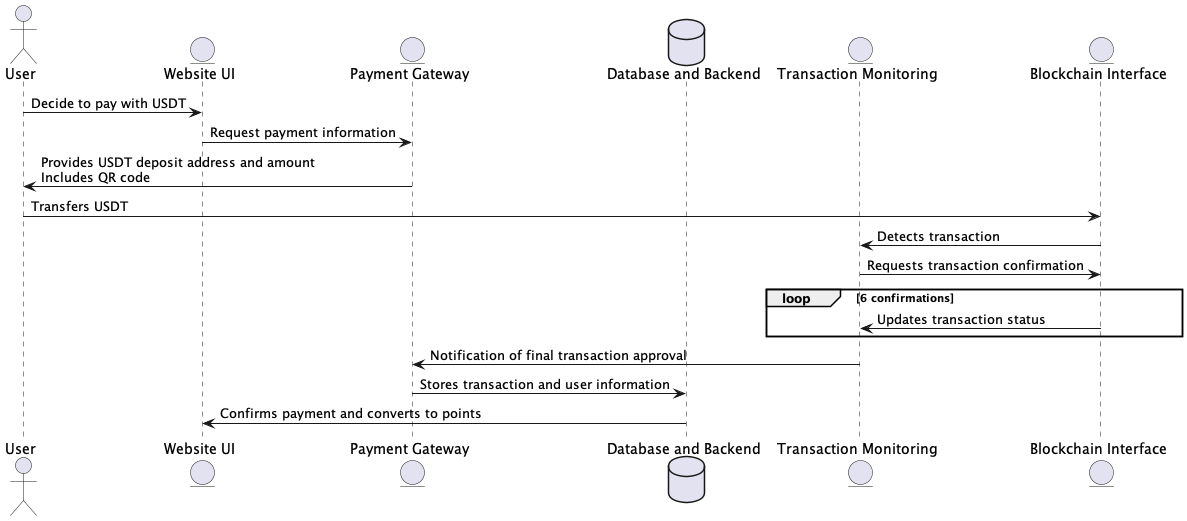 User
Website UI
Payment Gateway
Database and Backend
Transaction Monitoring
Blockchain Interface
Decide to pay with USDT
Request payment information
Provides USDT deposit address and amount
Includes QR code
Transfers USDT
Detects transaction
Requests transaction confirmation
loop
[6 confirmations]
Updates transaction status
Notification of final transaction approval
Stores transaction and user information
Confirms payment and converts to points
User
Website UI
Payment Gateway
Database and Backend
Transaction Monitoring
Blockchain Interface